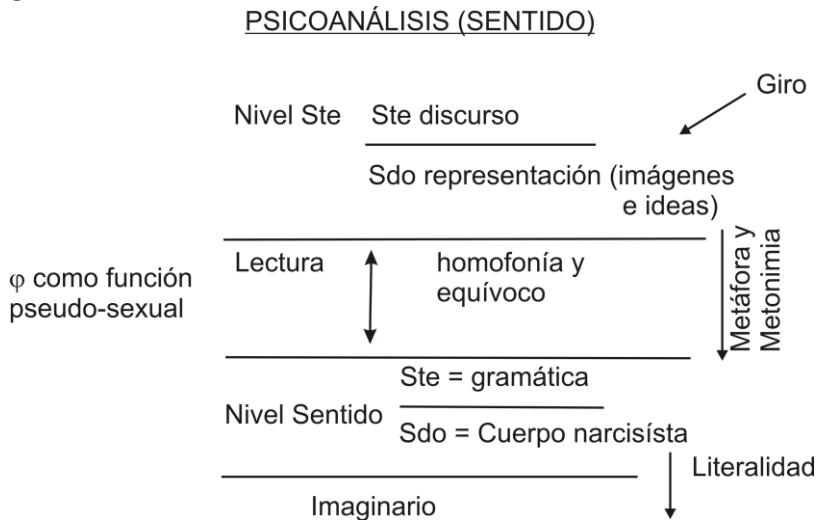 PSICOANÁLISIS (SENTIDO)
Giro
Nivel Ste Ste discurso
Sdo representación (imágenes
e ideas)
Lectura homofonía y
equívoco
φ como función
pseudo-sexual
Metáfora y
Metonimia
Ste = gramática
Nivel Sentido
Sdo = Cuerpo narcisísta
Literalidad
Imaginario